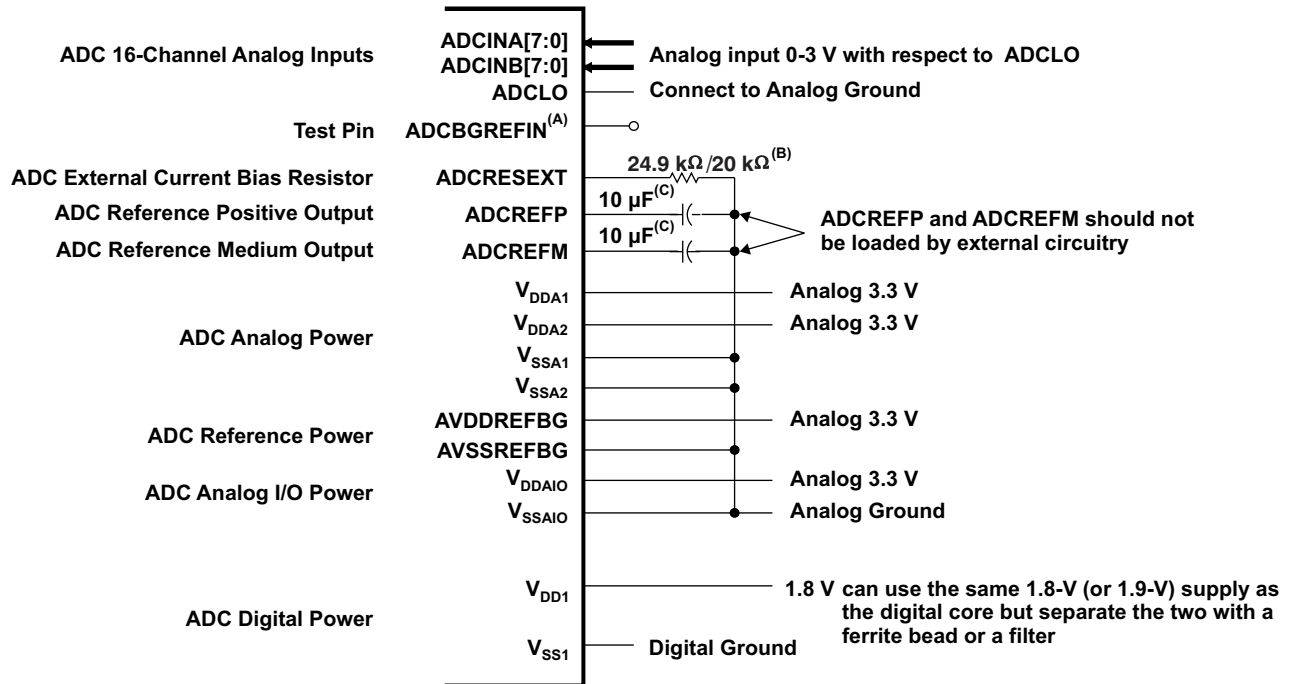 ADC 16-Channel Analog Inputs
ADCINA[7:0]
ADCINB[7:0]
Analog input 0-3 V with respect to ADCLO
ADCLO
Connect to Analog Ground
Test Pin
ADCBGREFIN(A)
ADC External Current Bias Resistor
ADCRESEXT
24.9 kΩ/20 kΩ(B)
ADC Reference Positive Output
ADCREFP
10 µF(C)
ADC Reference Medium Output
ADCREFM
10 µF(C)
ADCREFP and ADCREFM should not
be loaded by external circuitry
ADC Analog Power
VDDA1
Analog 3.3 V
VDDA2
Analog 3.3 V
VSSA1
VSSA2
ADC Reference Power
AVDDREFBG
Analog 3.3 V
AVSSREFBG
ADC Analog I/O Power
VDDAIO
Analog 3.3 V
VSSAIO
Analog Ground
ADC Digital Power
VDD1
1.8 V can use the same 1.8-V (or 1.9-V) supply as
the digital core but separate the two with a
ferrite bead or a filter
VSS1
Digital Ground